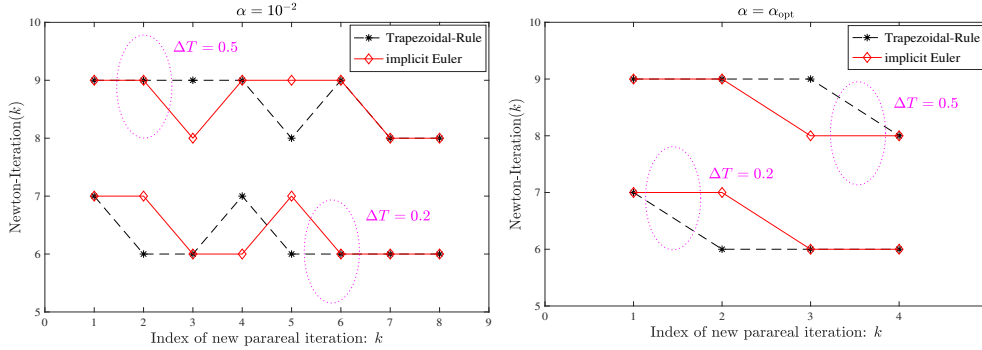 α = 10⁻²
10
9
8
7
6
5
0
1
2
3
4
5
6
7
8
9
Newton-Iteration(k)
Index of new parareal iteration: k
Trapezoidal-Rule
implicit Euler
ΔT = 0.5
ΔT = 0.2
α = α_opt
10
9
8
7
6
5
0
1
2
3
4
Newton-Iteration(k)
Index of new parareal iteration: k
Trapezoidal-Rule
implicit Euler
ΔT = 0.5
ΔT = 0.2